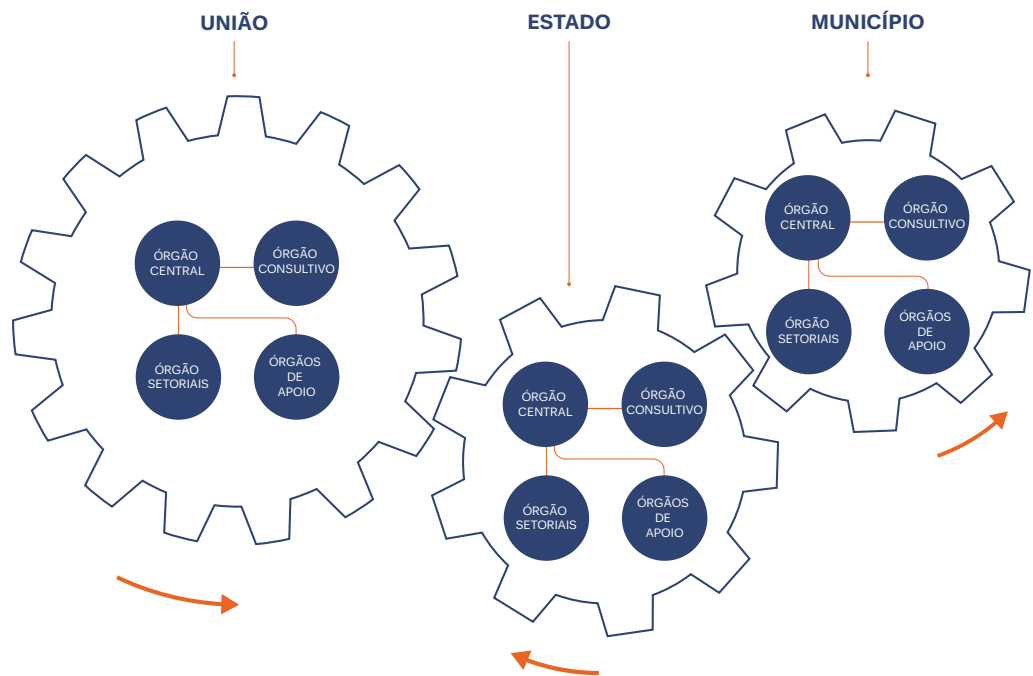 UNIÃO
ESTADO
MUNICÍPIO
ÓRGÃO
CENTRAL
ÓRGÃO
CONSULTIVO
ÓRGÃO
SETORIAIS
ÓRGÃOS
DE
APOIO
ÓRGÃO
CENTRAL
ÓRGÃO
CONSULTIVO
ÓRGÃO
SETORIAIS
ÓRGÃOS
DE
APOIO
ÓRGÃO
CENTRAL
ÓRGÃO
CONSULTIVO
ÓRGÃO
SETORIAIS
ÓRGÃOS
DE
APOIO